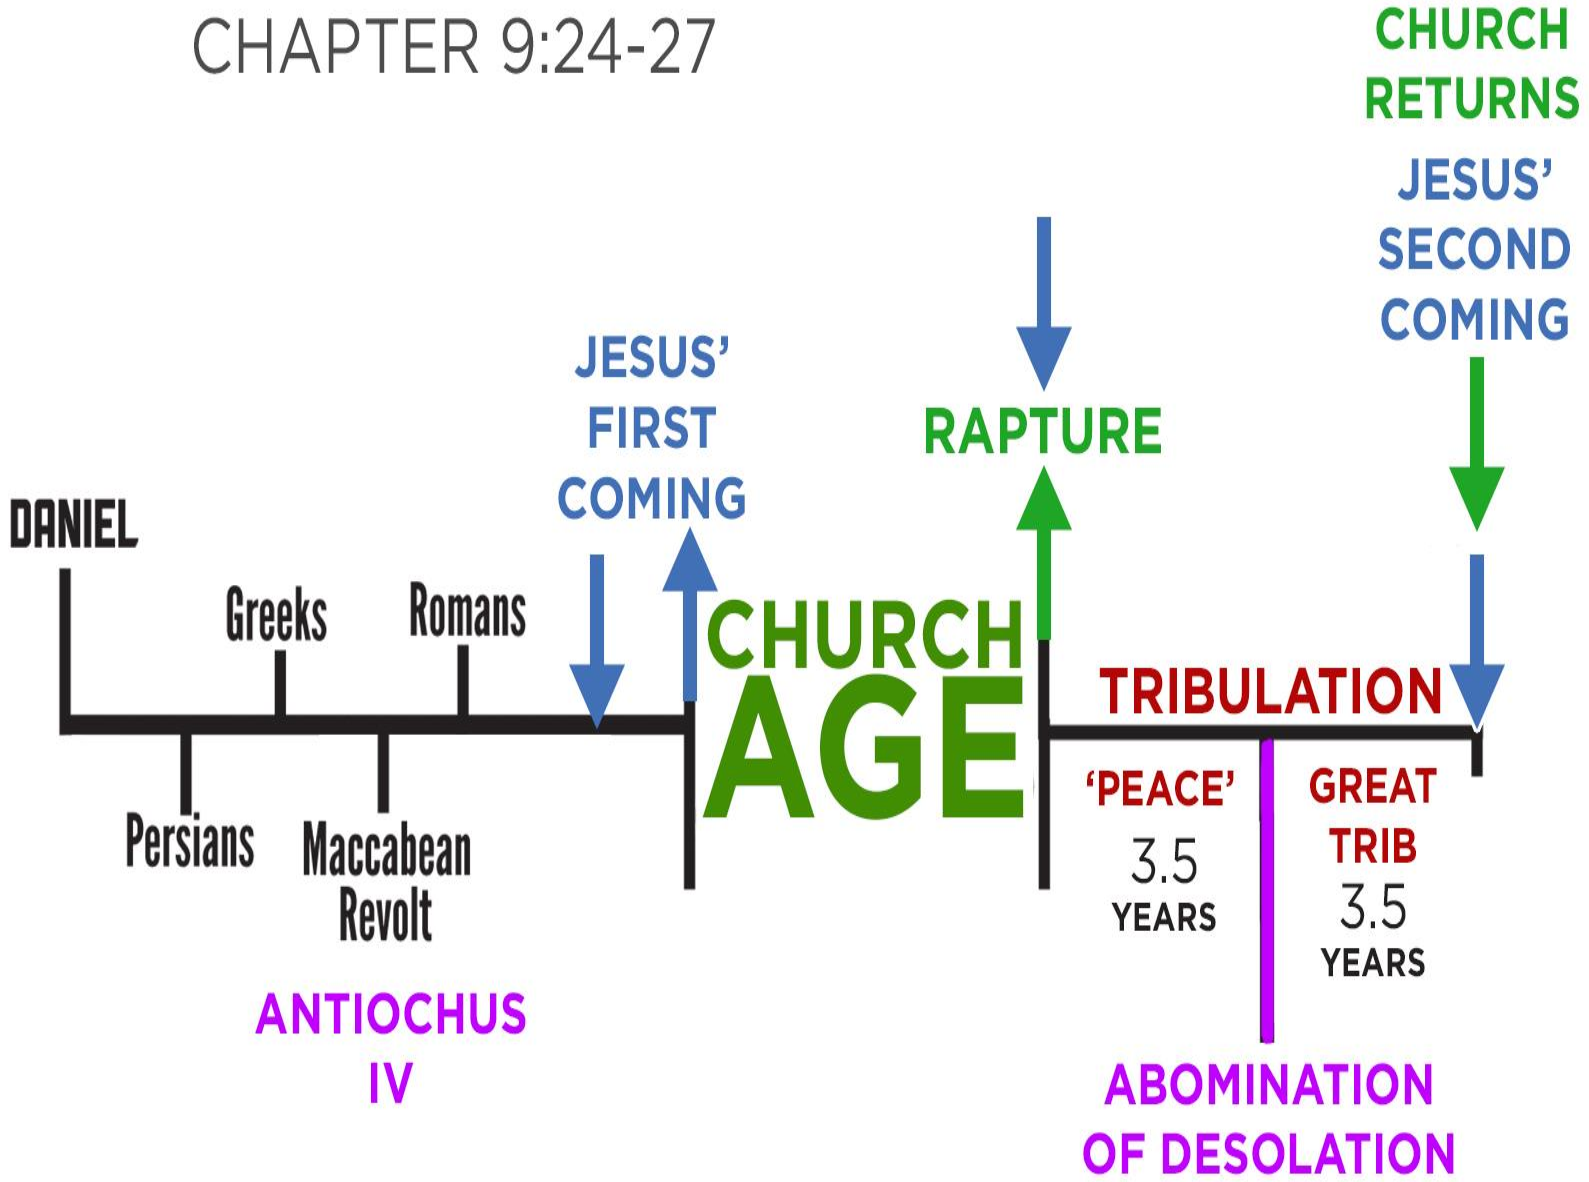 CHAPTER 9:24-27
CHURCH
RETURNS
JESUS’
SECOND
COMING
JESUS’
FIRST
COMING
RAPTURE
DANIEL
Greeks
Romans
CHURCH
AGE
TRIBULATION
Persians
Maccabean
Revolt
‘PEACE’
3.5
YEARS
GREAT
TRIB
3.5
YEARS
ANTIOCHUS
IV
ABOMINATION
OF DESOLATION